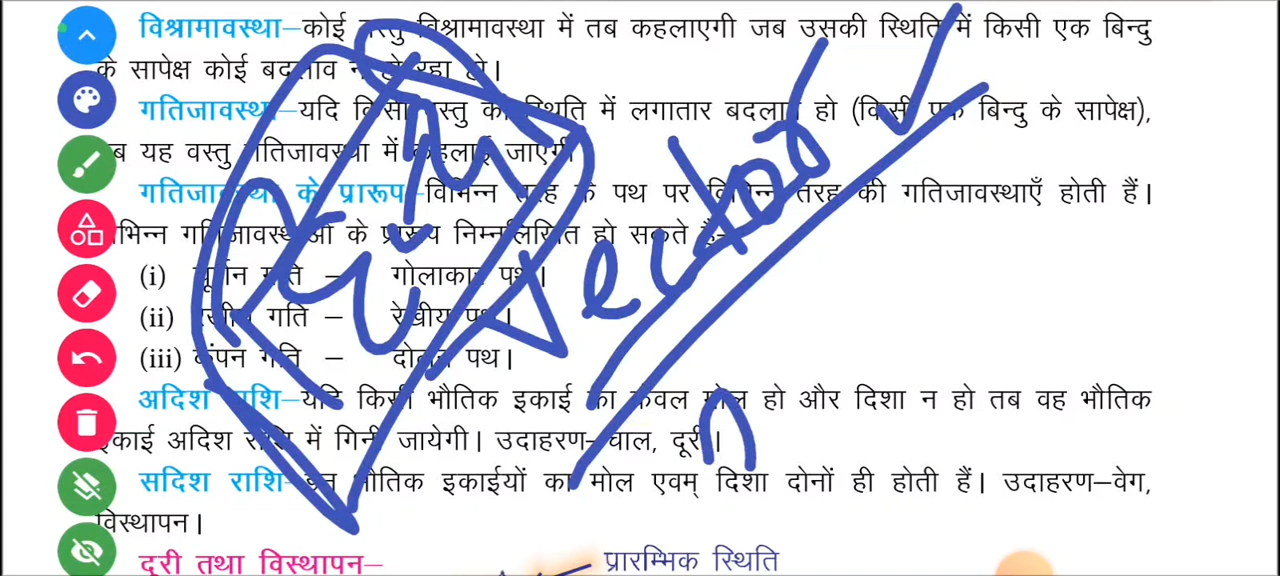 विश्रामावस्था–कोई वस्तु विश्रामावस्था में तब कहलाएगी जब उसकी स्थिति में किसी एक बिन्दु
के सापेक्ष कोई बदलाव न हो रहा हो।
गतिजावस्था–यदि किसी वस्तु की स्थिति में लगातार बदलाव हो (किसी एक बिन्दु के सापेक्ष),
तब यह वस्तु गतिजावस्था में कहलाई जाएगी
गतिजावस्था के प्रारूप–विभिन्न तरह के पथ पर विभिन्न तरह की गतिजावस्थाएँ होती हैं।
विभिन्न गतिजावस्थाओं के प्रारूप निम्नलिखित हो सकते हैं–
(i) घूर्णन गति – गोलाकार पथ।
(ii) रेखीय गति – रेखीय पथ।
(iii) कंपन गति – दोलन पथ।
Vector
अदिश राशि–यदि किसी भौतिक इकाई का केवल मोल हो और दिशा न हो तब वह भौतिक
इकाई अदिश राशि में गिनी जायेगी। उदाहरण–चाल, दूरी।
सदिश राशि–इन भौतिक इकाईयों का मोल एवम् दिशा दोनों ही होती हैं। उदाहरण–वेग,
विस्थापन।
दूरी तथा विस्थापन–
प्रारम्भिक स्थिति